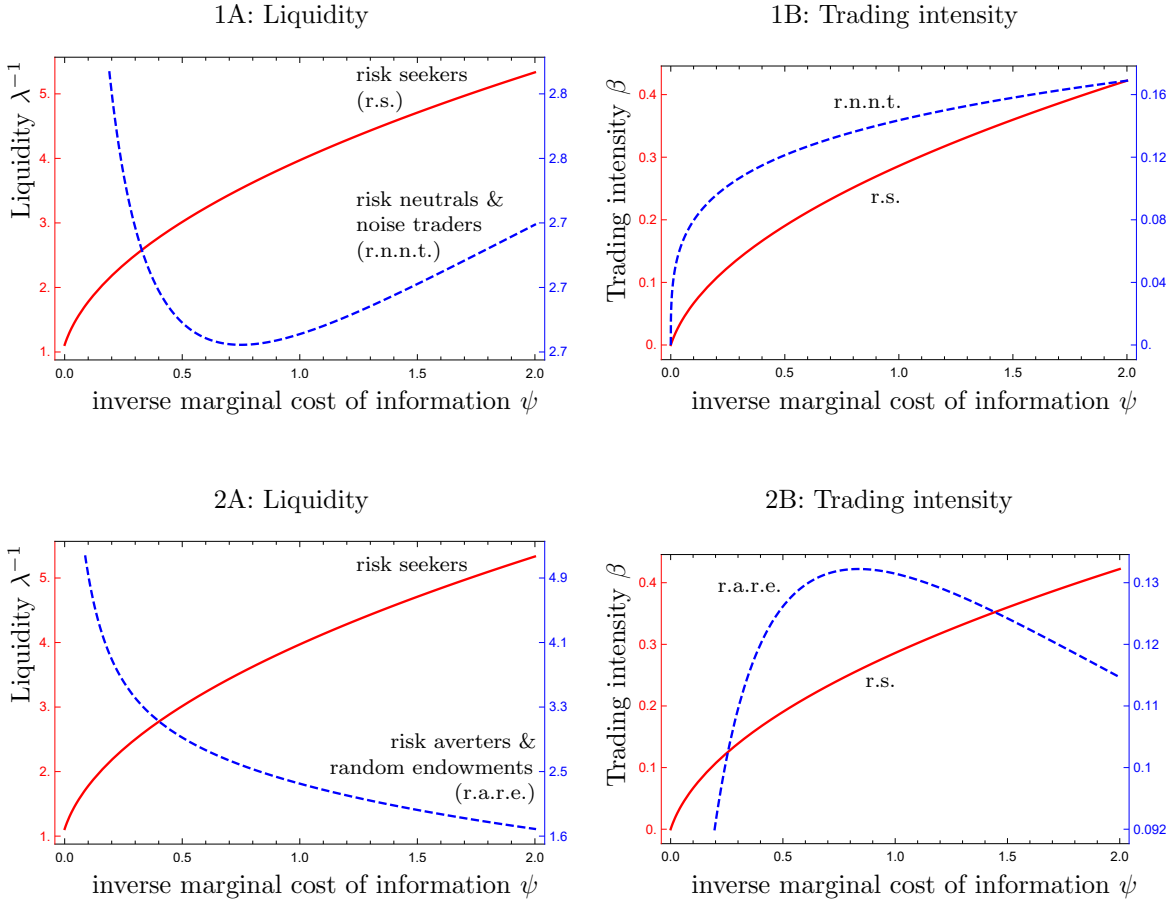 1A: Liquidity
Liquidity λ⁻¹
5.
4.
3.
2.
1.
risk seekers
(r.s.)
risk neutrals &
noise traders
(r.n.n.t.)
2.8
2.8
2.7
2.7
2.7
0.0 0.5 1.0 1.5 2.0
inverse marginal cost of information ψ
1B: Trading intensity
Trading intensity β
0.4
0.3
0.2
0.1
0.
r.n.n.t.
r.s.
0.16
0.12
0.08
0.04
0.
0.0 0.5 1.0 1.5 2.0
inverse marginal cost of information ψ
2A: Liquidity
Liquidity λ⁻¹
5.
4.
3.
2.
1.
risk seekers
risk averters &
random endowments
(r.a.r.e.)
4.9
4.1
3.3
2.5
1.6
0.0 0.5 1.0 1.5 2.0
inverse marginal cost of information ψ
2B: Trading intensity
Trading intensity β
0.4
0.3
0.2
0.1
0.
r.a.r.e.
r.s.
0.13
0.12
0.11
0.1
0.092
0.0 0.5 1.0 1.5 2.0
inverse marginal cost of information ψ